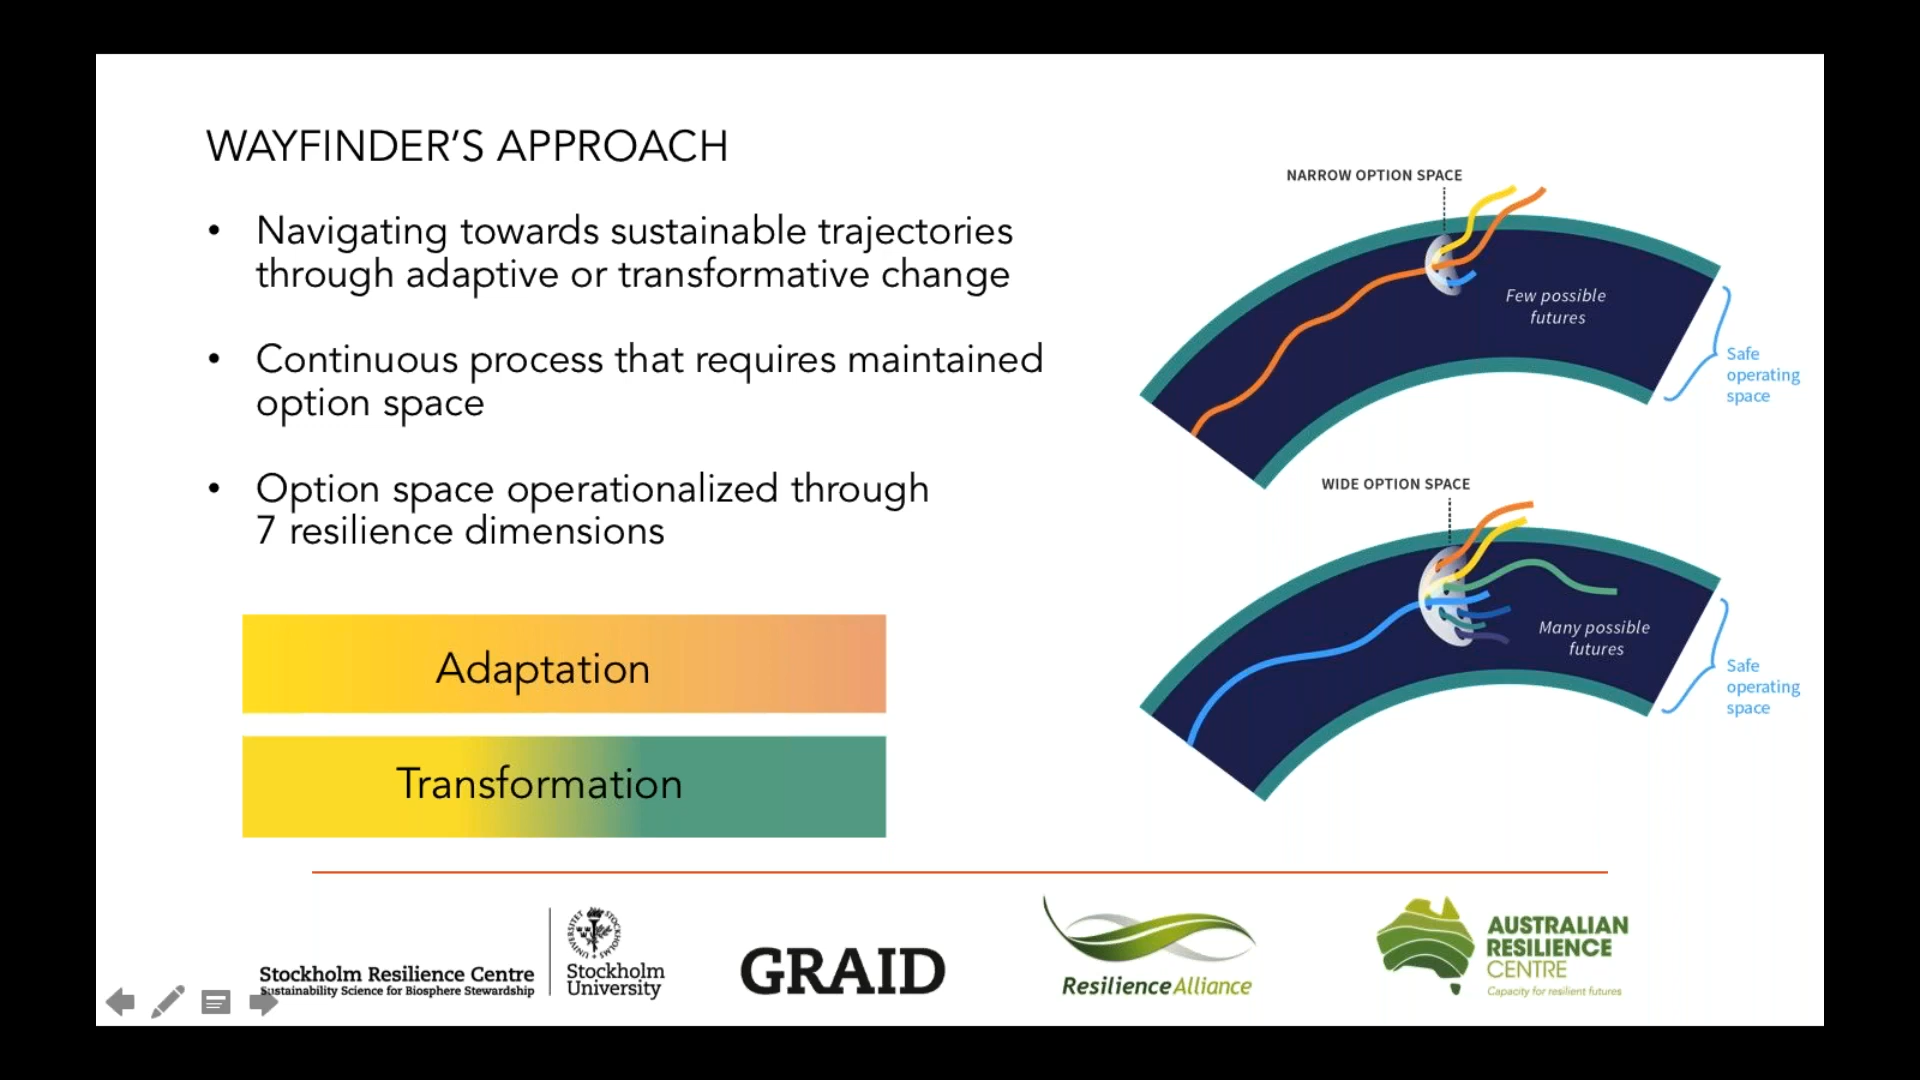 WAYFINDER’S APPROACH
• Navigating towards sustainable trajectories
through adaptive or transformative change
• Continuous process that requires maintained
option space
• Option space operationalized through
7 resilience dimensions
Adaptation
Transformation
NARROW OPTION SPACE
Few possible
futures
Safe
operating
space
WIDE OPTION SPACE
Many possible
futures
Safe
operating
space
Stockholm Resilience Centre
Sustainability Science for Biosphere Stewardship
Stockholm
University
GRAID
ResilienceAlliance
AUSTRALIAN
RESILIENCE
CENTRE
Capacity for resilient futures